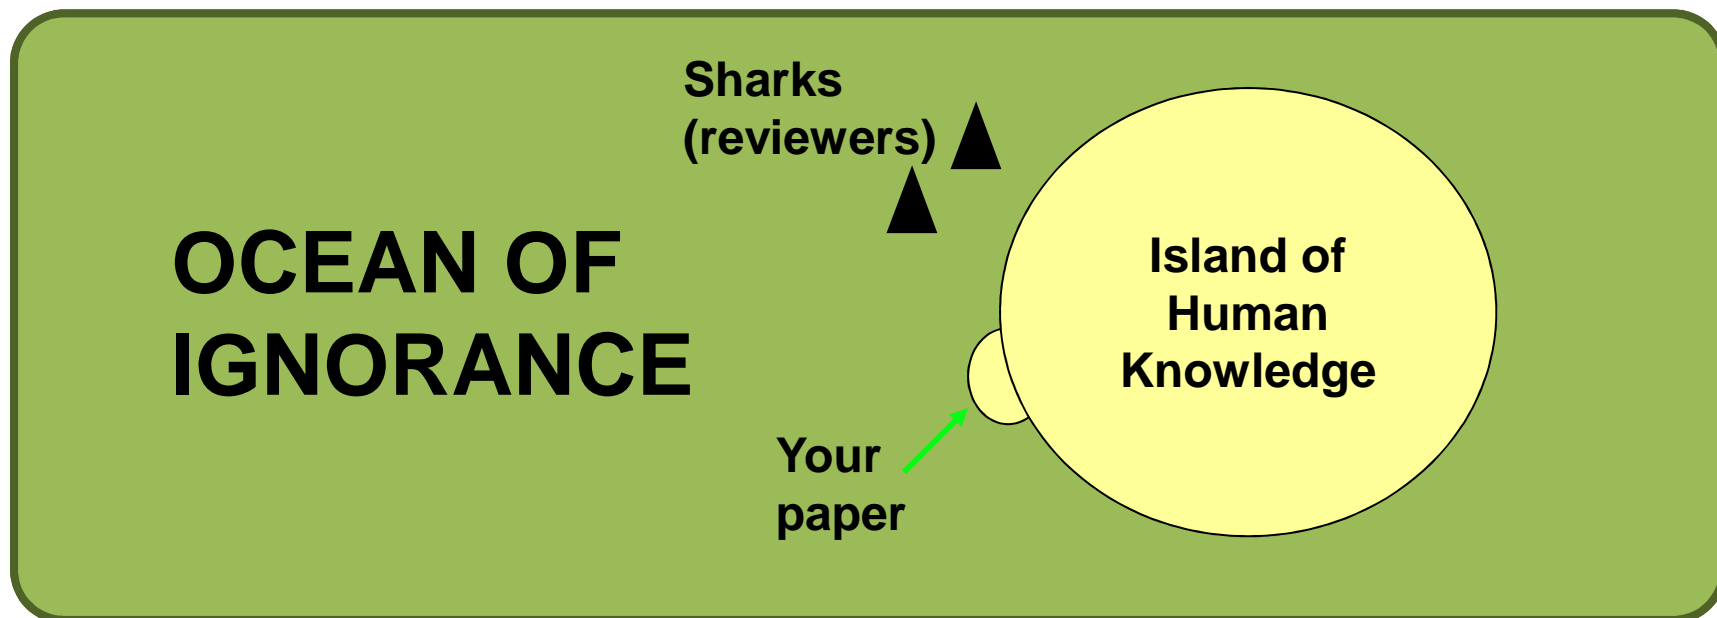 Sharks
(reviewers)
OCEAN OF
IGNORANCE
Island of
Human
Knowledge
Your
paper